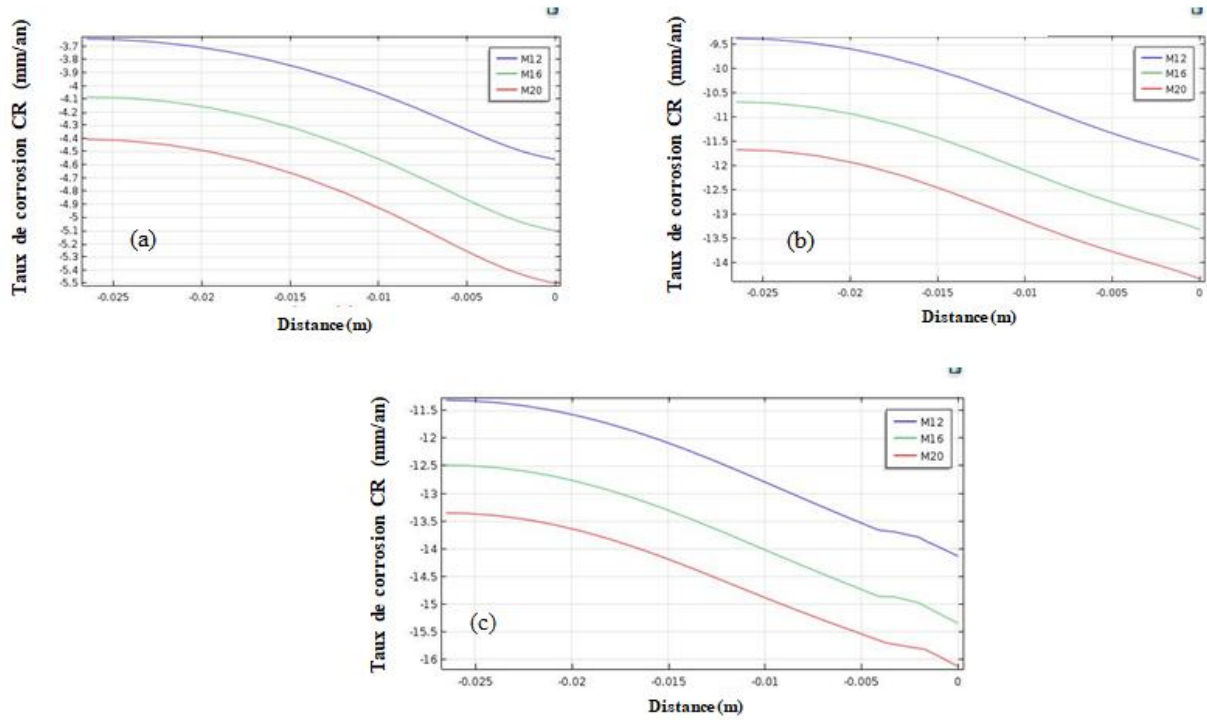 Taux de corrosion CR (mm/an)
-3.7
-3.8
-3.9
-4
-4.1
-4.2
-4.3
-4.4
-4.5
-4.6
-4.7
-4.8
-4.9
-5
-5.1
-5.2
-5.3
-5.4
-5.5
M12
M16
M20
(a)
-0.025 -0.02 -0.015 -0.01 -0.005 0
Distance (m)
Taux de corrosion CR (mm/an)
-9.5
-10
-10.5
-11
-11.5
-12
-12.5
-13
-13.5
-14
M12
M16
M20
(b)
-0.025 -0.02 -0.015 -0.01 -0.005 0
Distance (m)
Taux de corrosion CR (mm/an)
-11.5
-12
-12.5
-13
-13.5
-14
-14.5
-15
-15.5
-16
M12
M16
M20
(c)
-0.025 -0.02 -0.015 -0.01 -0.005 0
Distance (m)